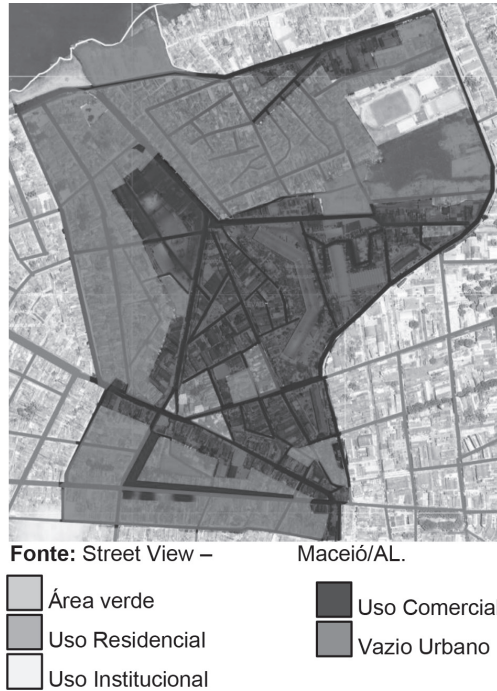 Fonte: Street View – Maceió/AL.
Área verde
Uso Residencial
Uso Institucional
Uso Comercial
Vazio Urbano